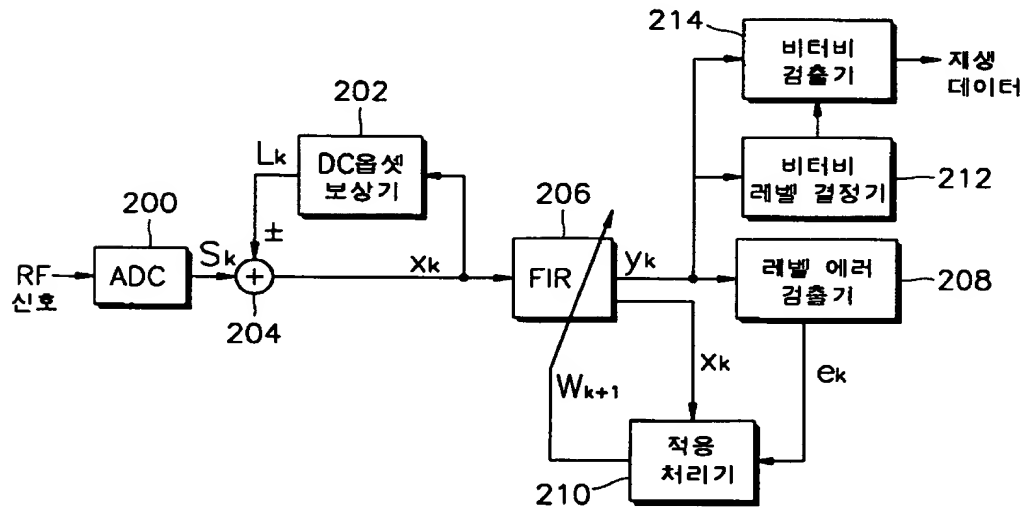 214
비터비
검출기
재생
데이터
202
Lk
DC옵셋
보상기
비터비
레벨 결정기
212
200
±
206
RF
신호
ADC
Sk
+
204
xk
FIR
yk
레벨 에러
검출기
208
Wk+1
xk
ek
적용
처리기
210